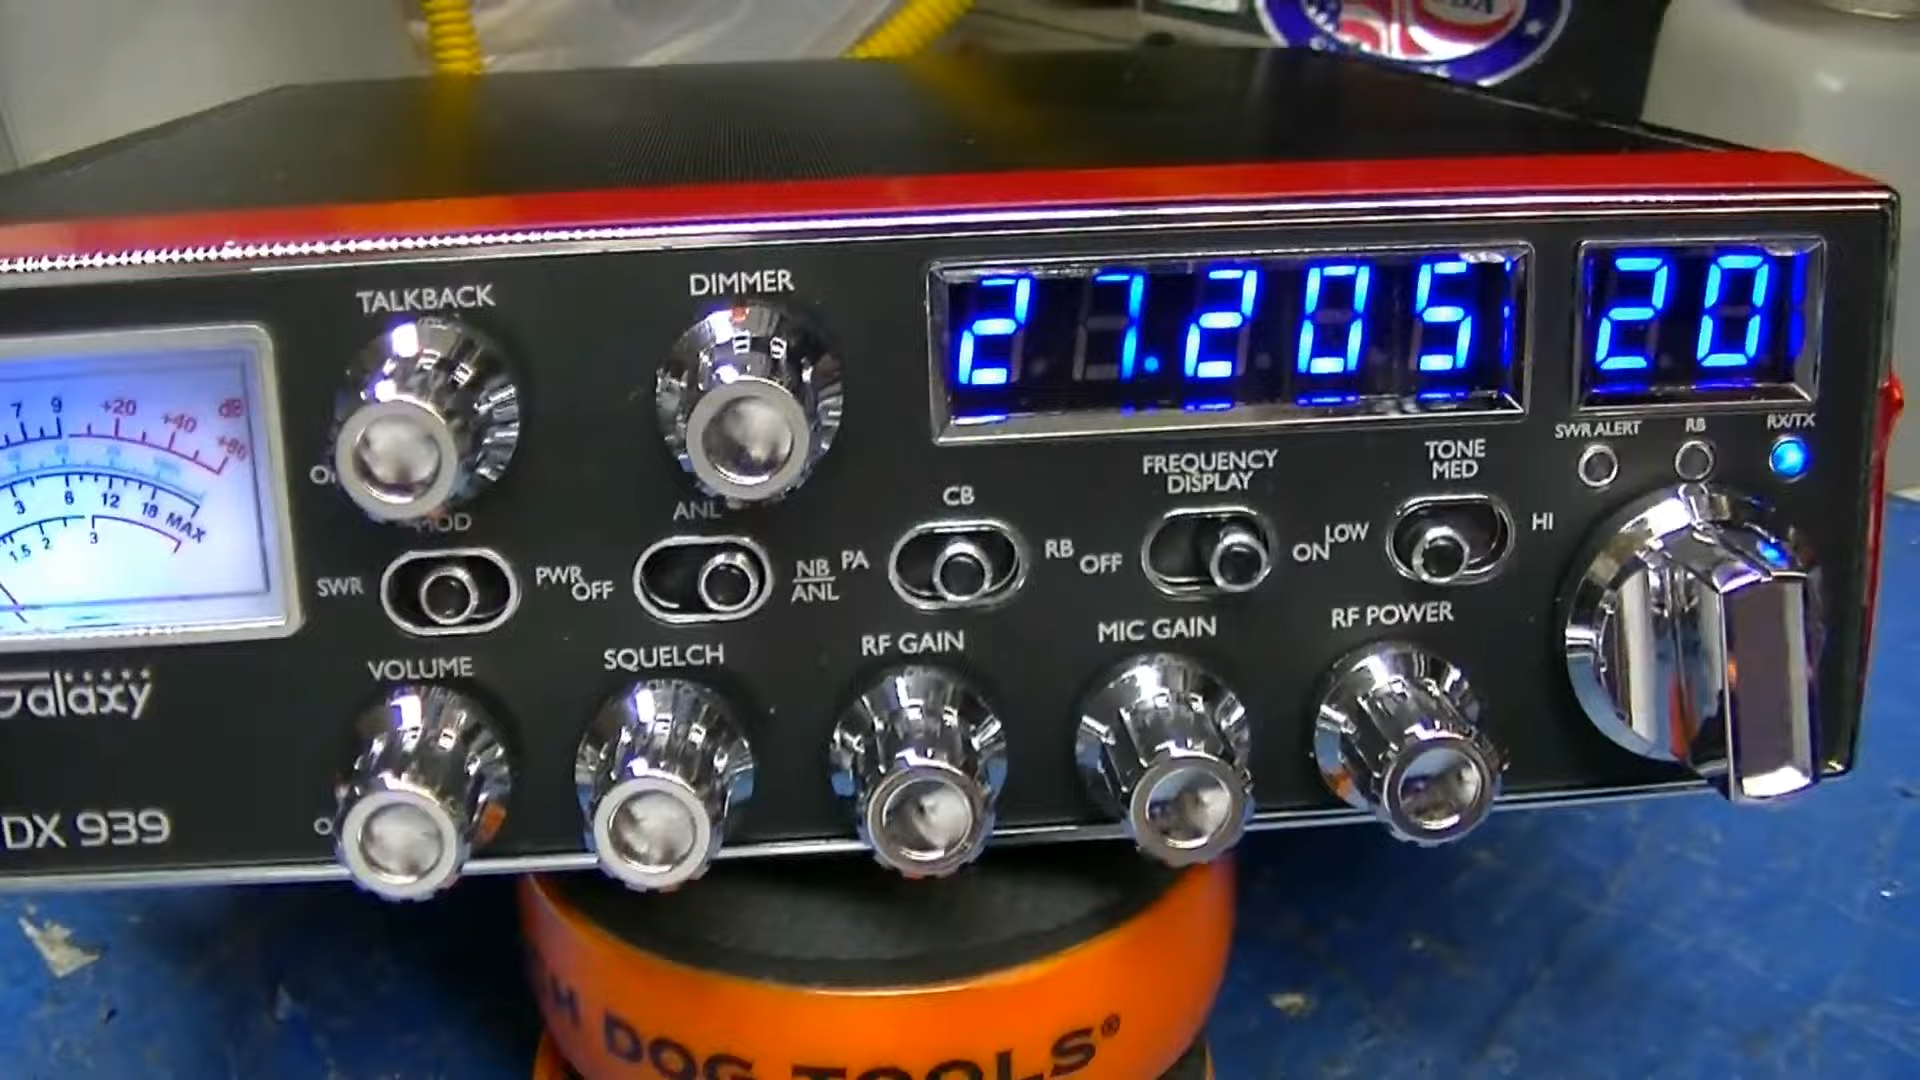 TALKBACK
DIMMER
27.205
20
7 9 +20 +40 dB
+80
3 6 12 18 MAX
1.5 2 3
MOD
SWR PWR
ANL
OFF NB
ANL
CB
PA RB
FREQUENCY
DISPLAY
OFF ON
TONE
MED
LOW HI
SWR ALERT RB RX/TX
VOLUME
SQUELCH
RF GAIN
MIC GAIN
RF POWER
Galaxy
DX 939
DOG TOOLS®